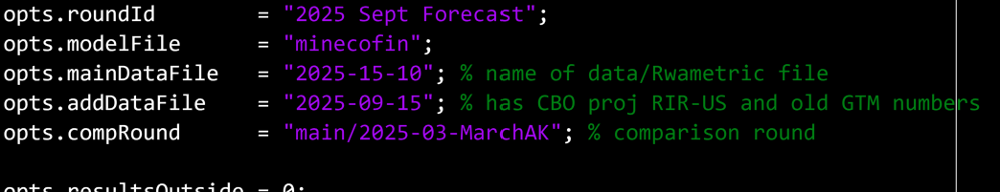 opts.roundId = "2025 Sept Forecast";
opts.modelFile = "minecofin";
opts.mainDataFile = "2025-15-10"; % name of data/Rwametric file
opts.addDataFile = "2025-09-15"; % has CBO proj RIR-US and old GTM numbers
opts.compRound = "main/2025-03-MarchAK"; % comparison round
opts.resultsOutside = 0;